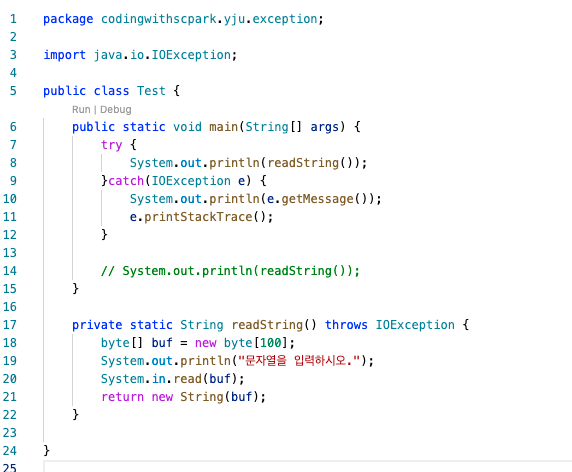 1 package codingwithscpark.yju.exception;
2
3 import java.io.IOException;
4
5 public class Test {
Run | Debug
6 public static void main(String[] args) {
7 try {
8 System.out.println(readString());
9 }catch(IOException e) {
10 System.out.println(e.getMessage());
11 e.printStackTrace();
12 }
13
14 // System.out.println(readString());
15 }
16
17 private static String readString() throws IOException {
18 byte[] buf = new byte[100];
19 System.out.println("문자열을 입력하시오.");
20 System.in.read(buf);
21 return new String(buf);
22 }
23
24 }
25